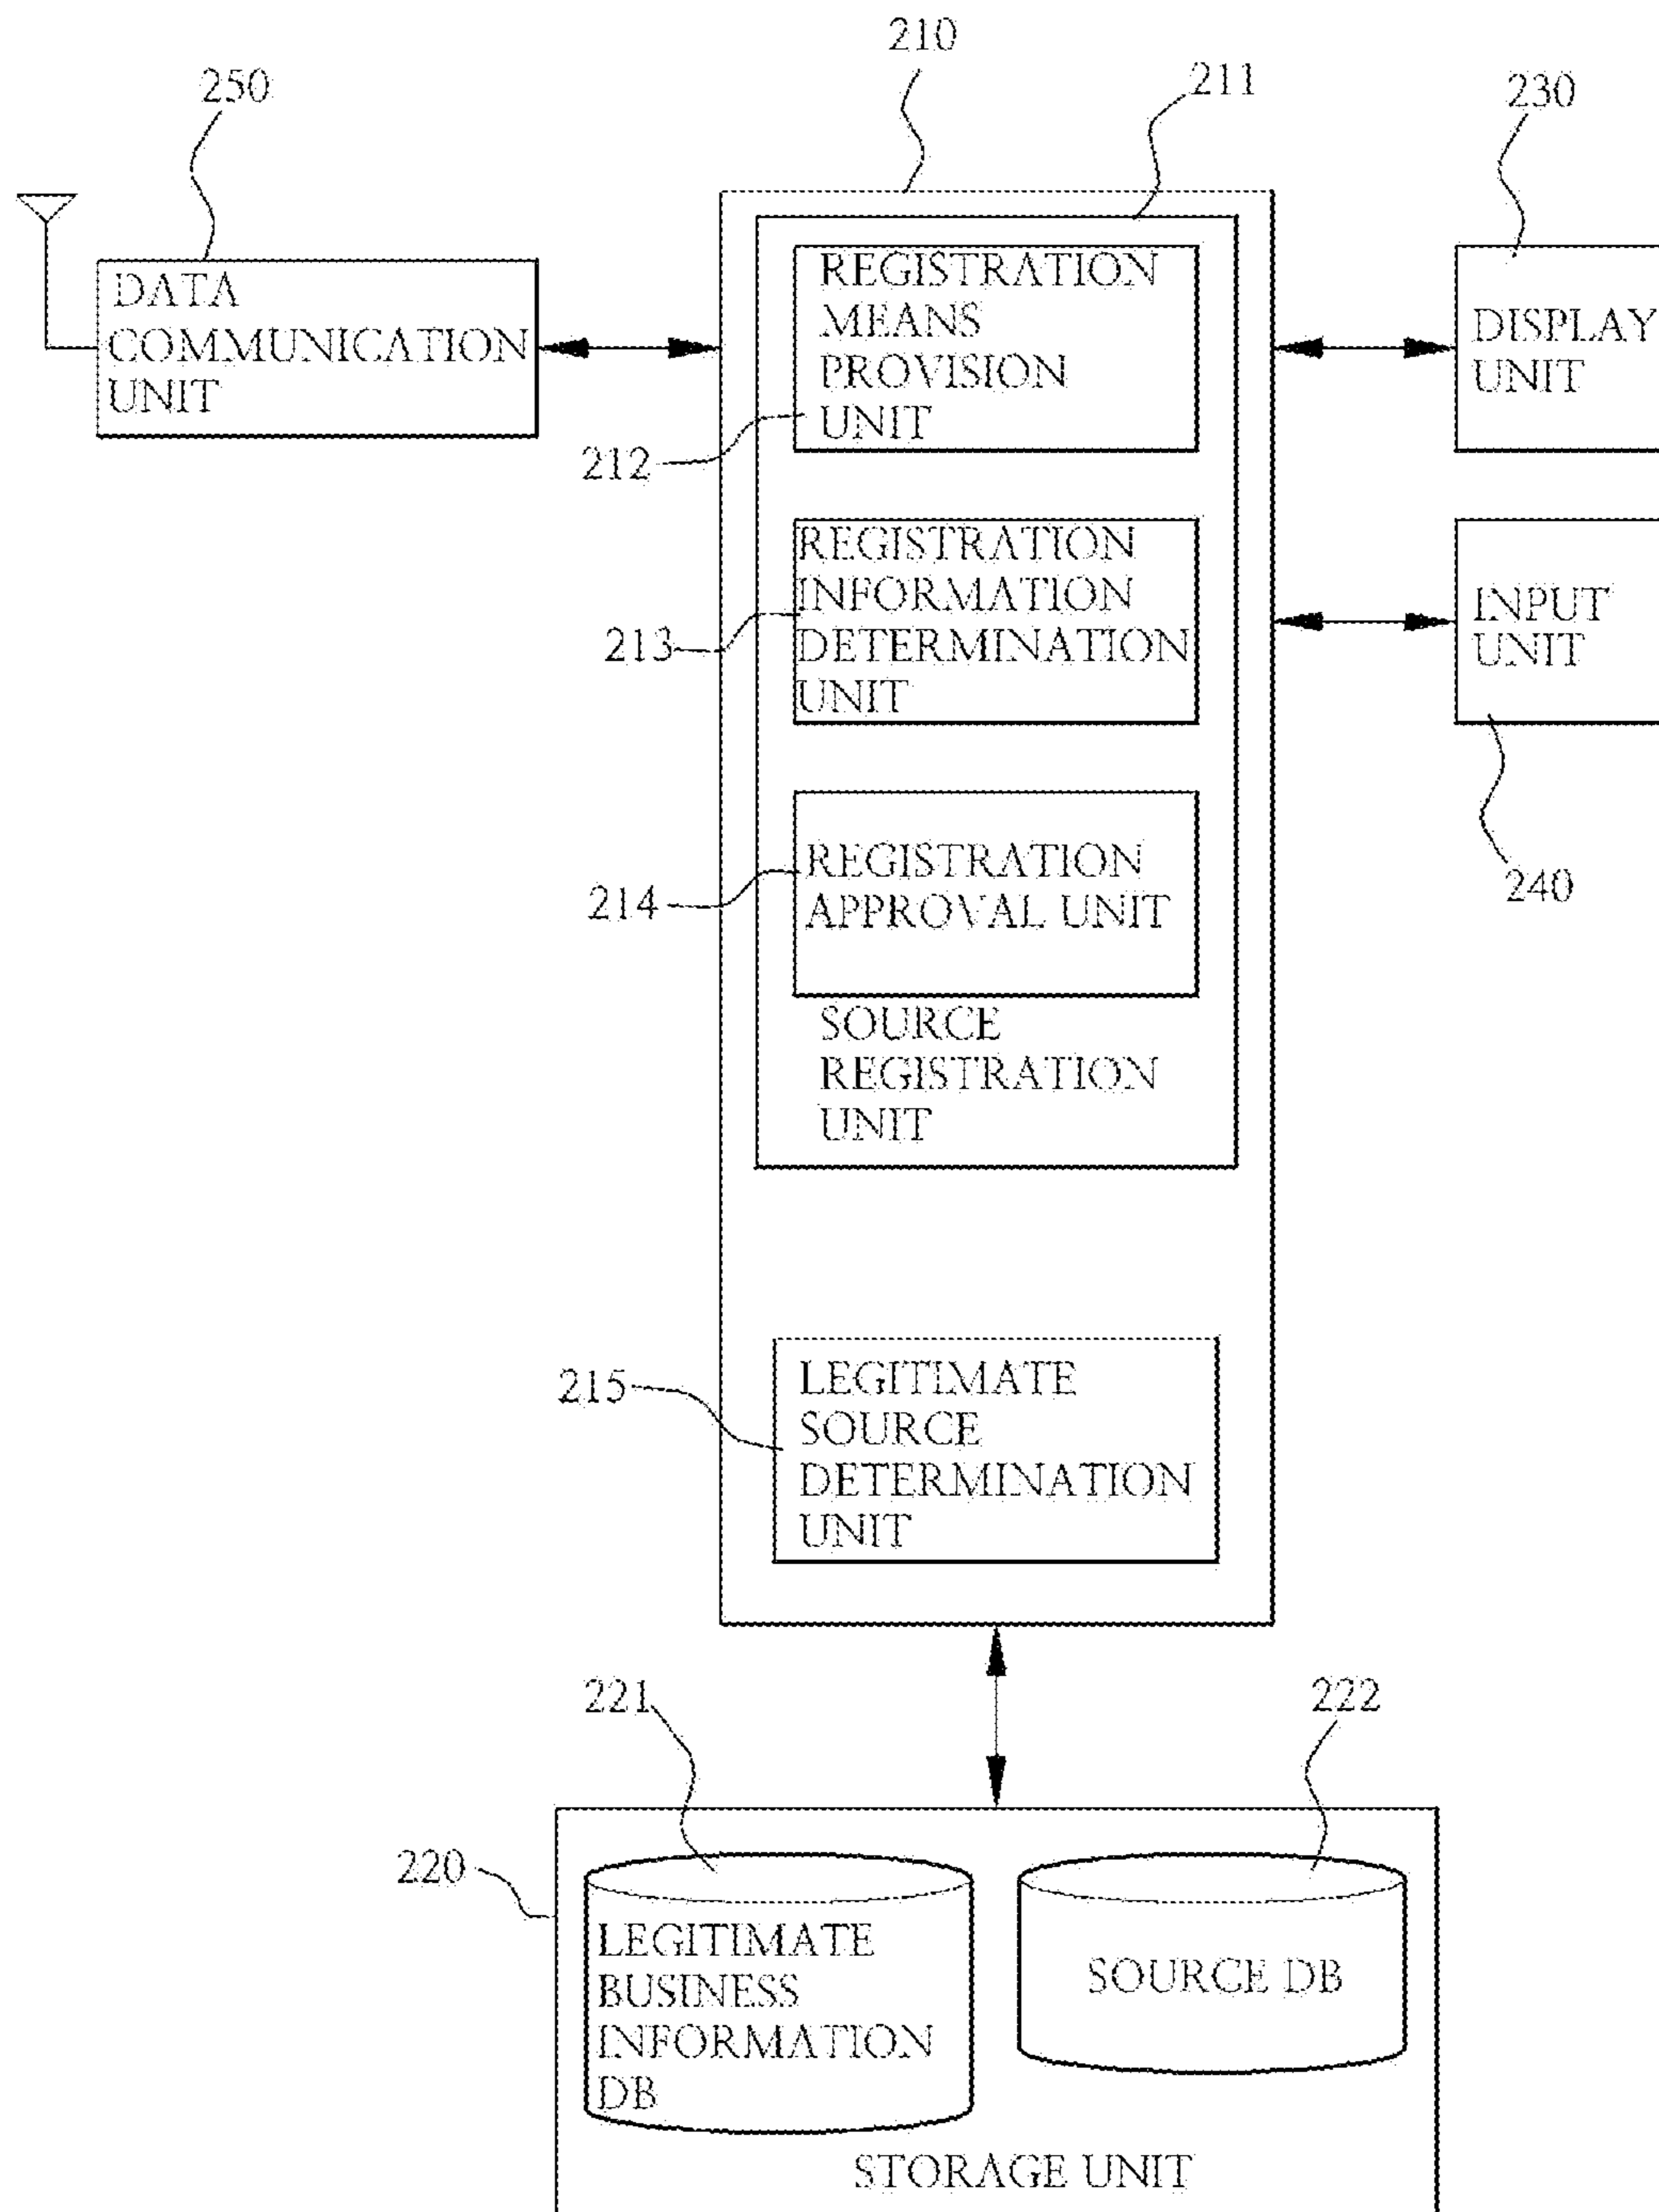 210
250
211
230
DATA
COMMUNICATION
UNIT
REGISTRATION
MEANS
PROVISION
UNIT
212
DISPLAY
UNIT
REGISTRATION
INFORMATION
DETERMINATION
UNIT
213
INPUT
UNIT
240
REGISTRATION
APPROVAL UNIT
214
SOURCE
REGISTRATION
UNIT
215
LEGITIMATE
SOURCE
DETERMINATION
UNIT
221
222
220
LEGITIMATE
BUSINESS
INFORMATION
DB
SOURCE DB
STORAGE UNIT